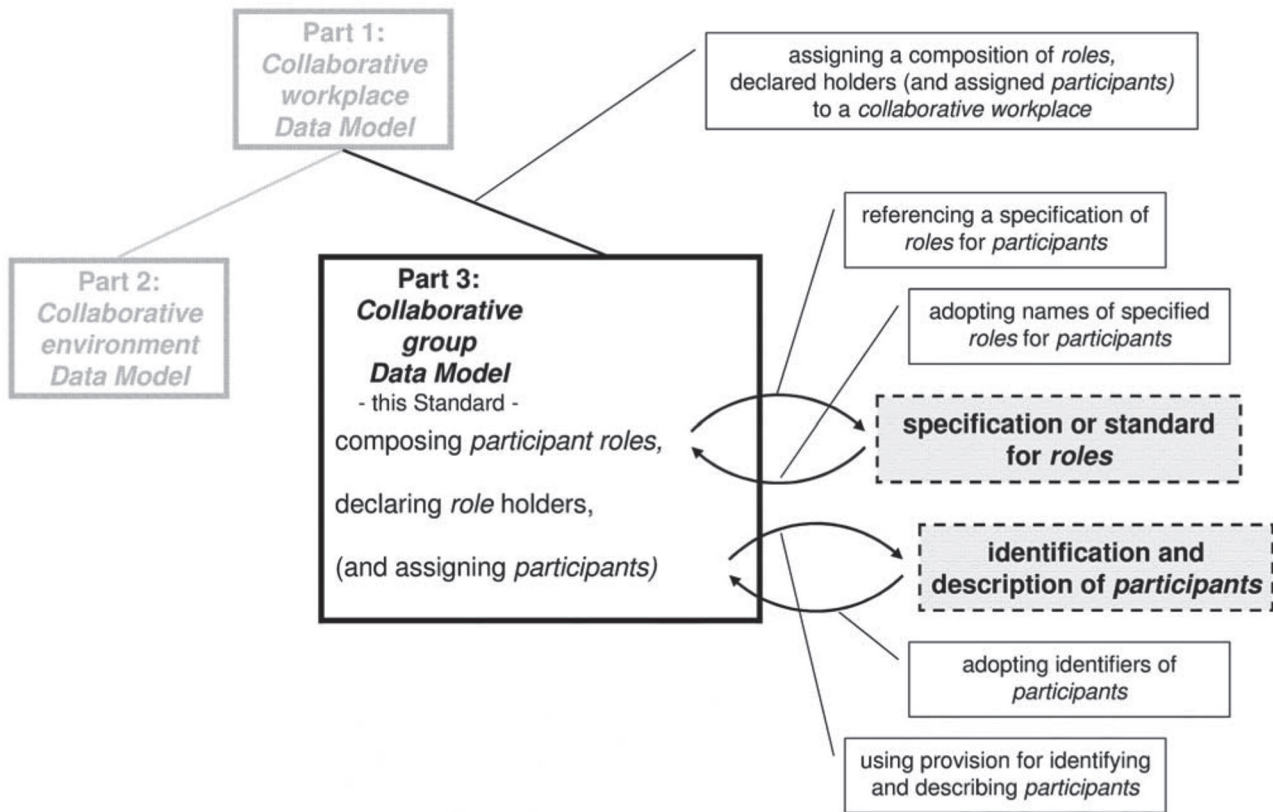 Part 1:
Collaborative
workplace
Data Model
assigning a composition of roles,
declared holders (and assigned participants)
to a collaborative workplace
referencing a specification of
roles for participants
Part 2:
Collaborative
environment
Data Model
Part 3:
Collaborative
group
Data Model
- this Standard -
composing participant roles,
declaring role holders,
(and assigning participants)
adopting names of specified
roles for participants
specification or standard
for roles
identification and
description of participants
adopting identifiers of
participants
using provision for identifying
and describing participants